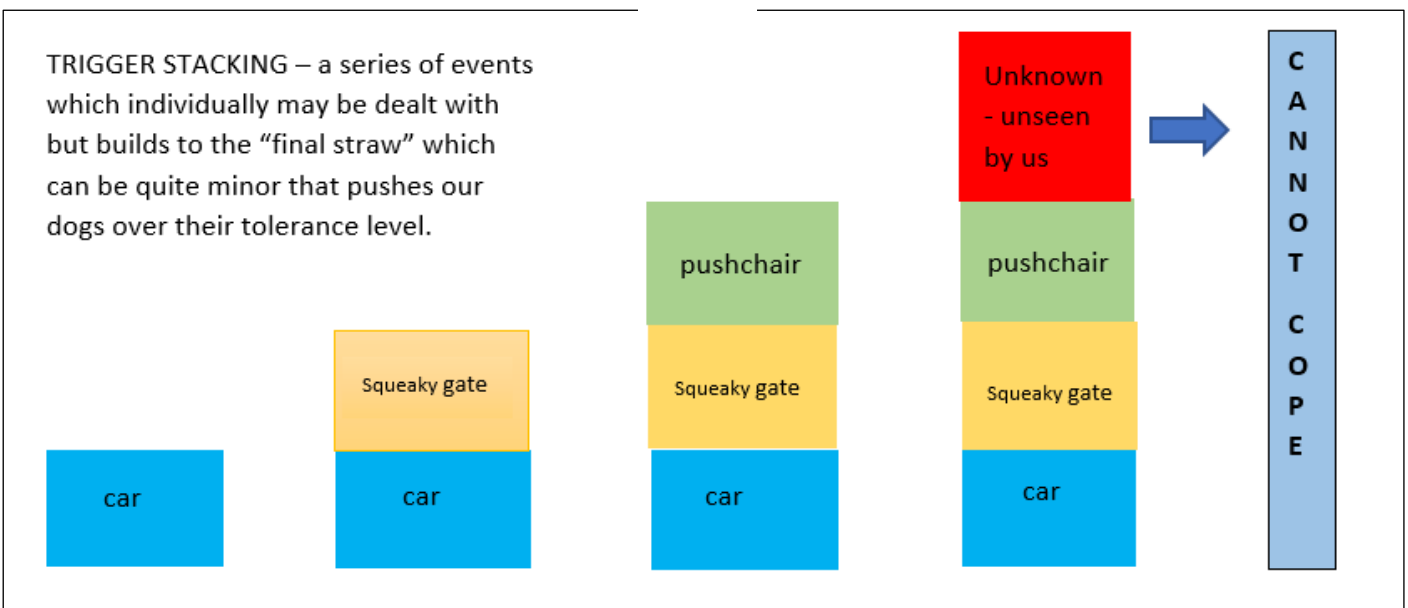 TRIGGER STACKING – a series of events
which individually may be dealt with
but builds to the “final straw” which
can be quite minor that pushes our
dogs over their tolerance level.
car
Squeaky gate
car
pushchair
Squeaky gate
car
Unknown
- unseen
by us
pushchair
Squeaky gate
car
C
A
N
N
O
T
C
O
P
E